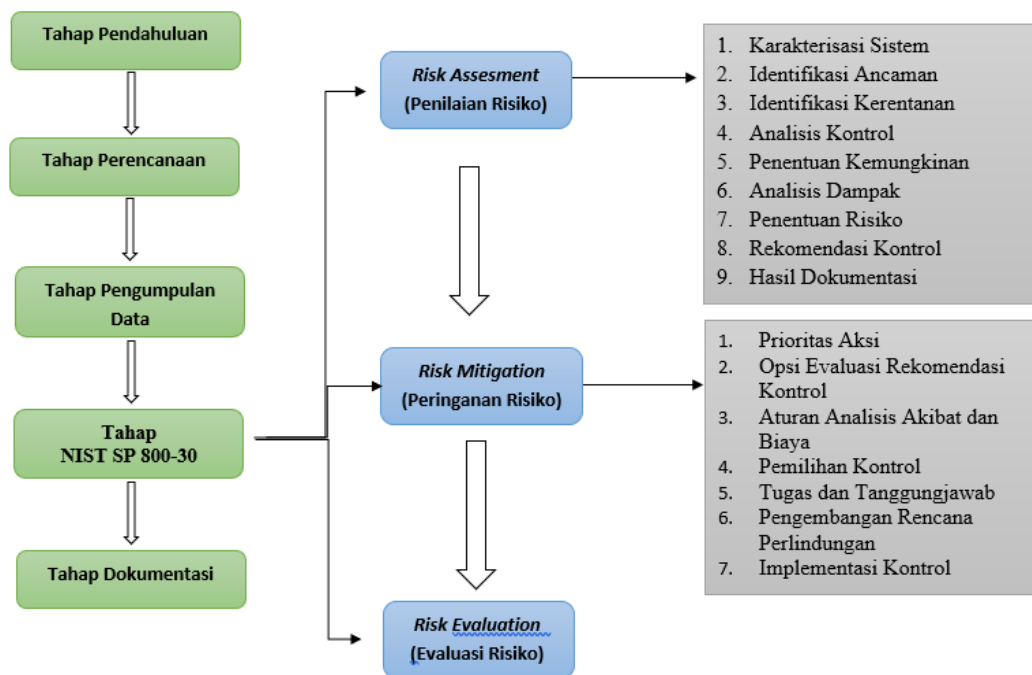 Tahap Pendahuluan
Tahap Perencanaan
Tahap Pengumpulan
Data
Tahap
NIST SP 800-30
Tahap Dokumentasi
Risk Assesment
(Penilaian Risiko)
Risk Mitigation
(Peringanan Risiko)
Risk Evaluation
(Evaluasi Risiko)
1. Karakterisasi Sistem
2. Identifikasi Ancaman
3. Identifikasi Kerentanan
4. Analisis Kontrol
5. Penentuan Kemungkinan
6. Analisis Dampak
7. Penentuan Risiko
8. Rekomendasi Kontrol
9. Hasil Dokumentasi
1. Prioritas Aksi
2. Opsi Evaluasi Rekomendasi
Kontrol
3. Aturan Analisis Akibat dan
Biaya
4. Pemilihan Kontrol
5. Tugas dan Tanggungjawab
6. Pengembangan Rencana
Perlindungan
7. Implementasi Kontrol